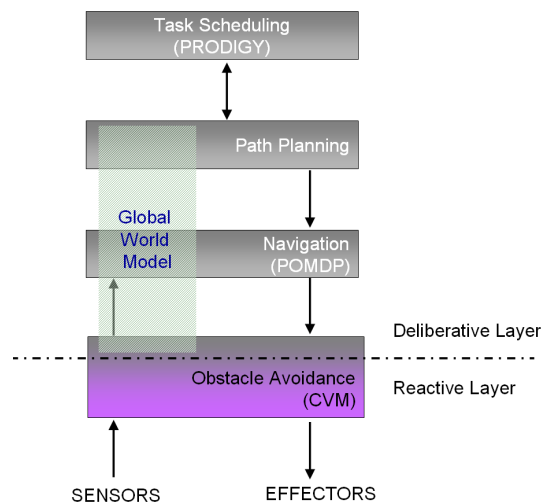 Task Scheduling
(PRODIGY)
Path Planning
Global
World
Model
Navigation
(POMDP)
Deliberative Layer
Obstacle Avoidance
(CVM)
Reactive Layer
SENSORS
EFFECTORS